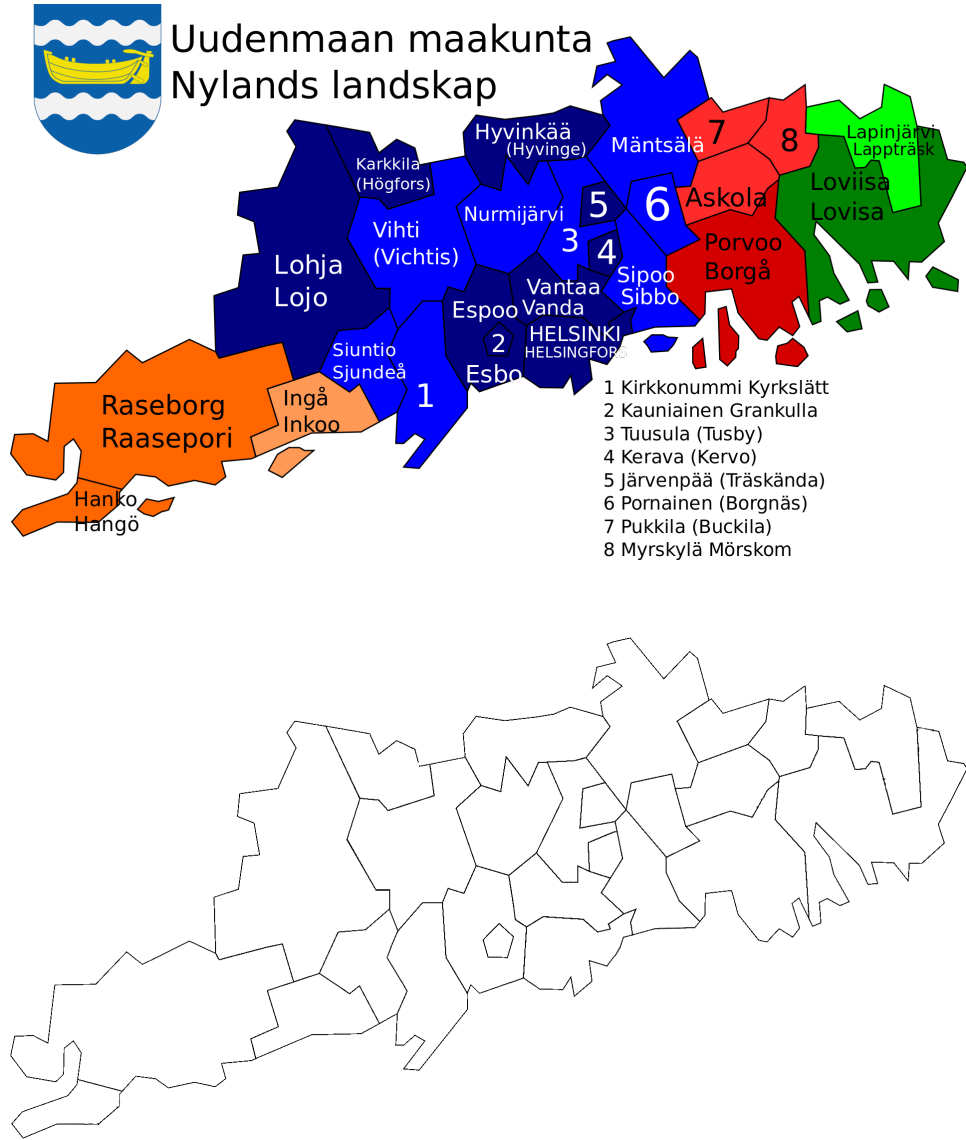 Uudenmaan maakunta
Nylands landskap
Hyvinkää
(Hyvinge)
Mäntsälä
7
8
Lapinjärvi
Lappträsk
Karkkila
(Högfors)
Loviisa
Lovisa
Askola
5
6
Nurmijärvi
Vihti
(Vichtis)
3
4
Porvoo
Borgå
Lohja
Lojo
Sipoo
Sibbo
Vantaa
Vanda
Espoo
Esbo
2
HELSINKI
HELSINGFORS
Siuntio
Sjundeå
1
Ingå
Inkoo
Raseborg
Raasepori
Hanko
Hangö
1 Kirkkonummi Kyrkslätt
2 Kauniainen Grankulla
3 Tuusula (Tusby)
4 Kerava (Kervo)
5 Järvenpää (Träskända)
6 Pornainen (Borgnäs)
7 Pukkila (Buckila)
8 Myrskylä Mörskom